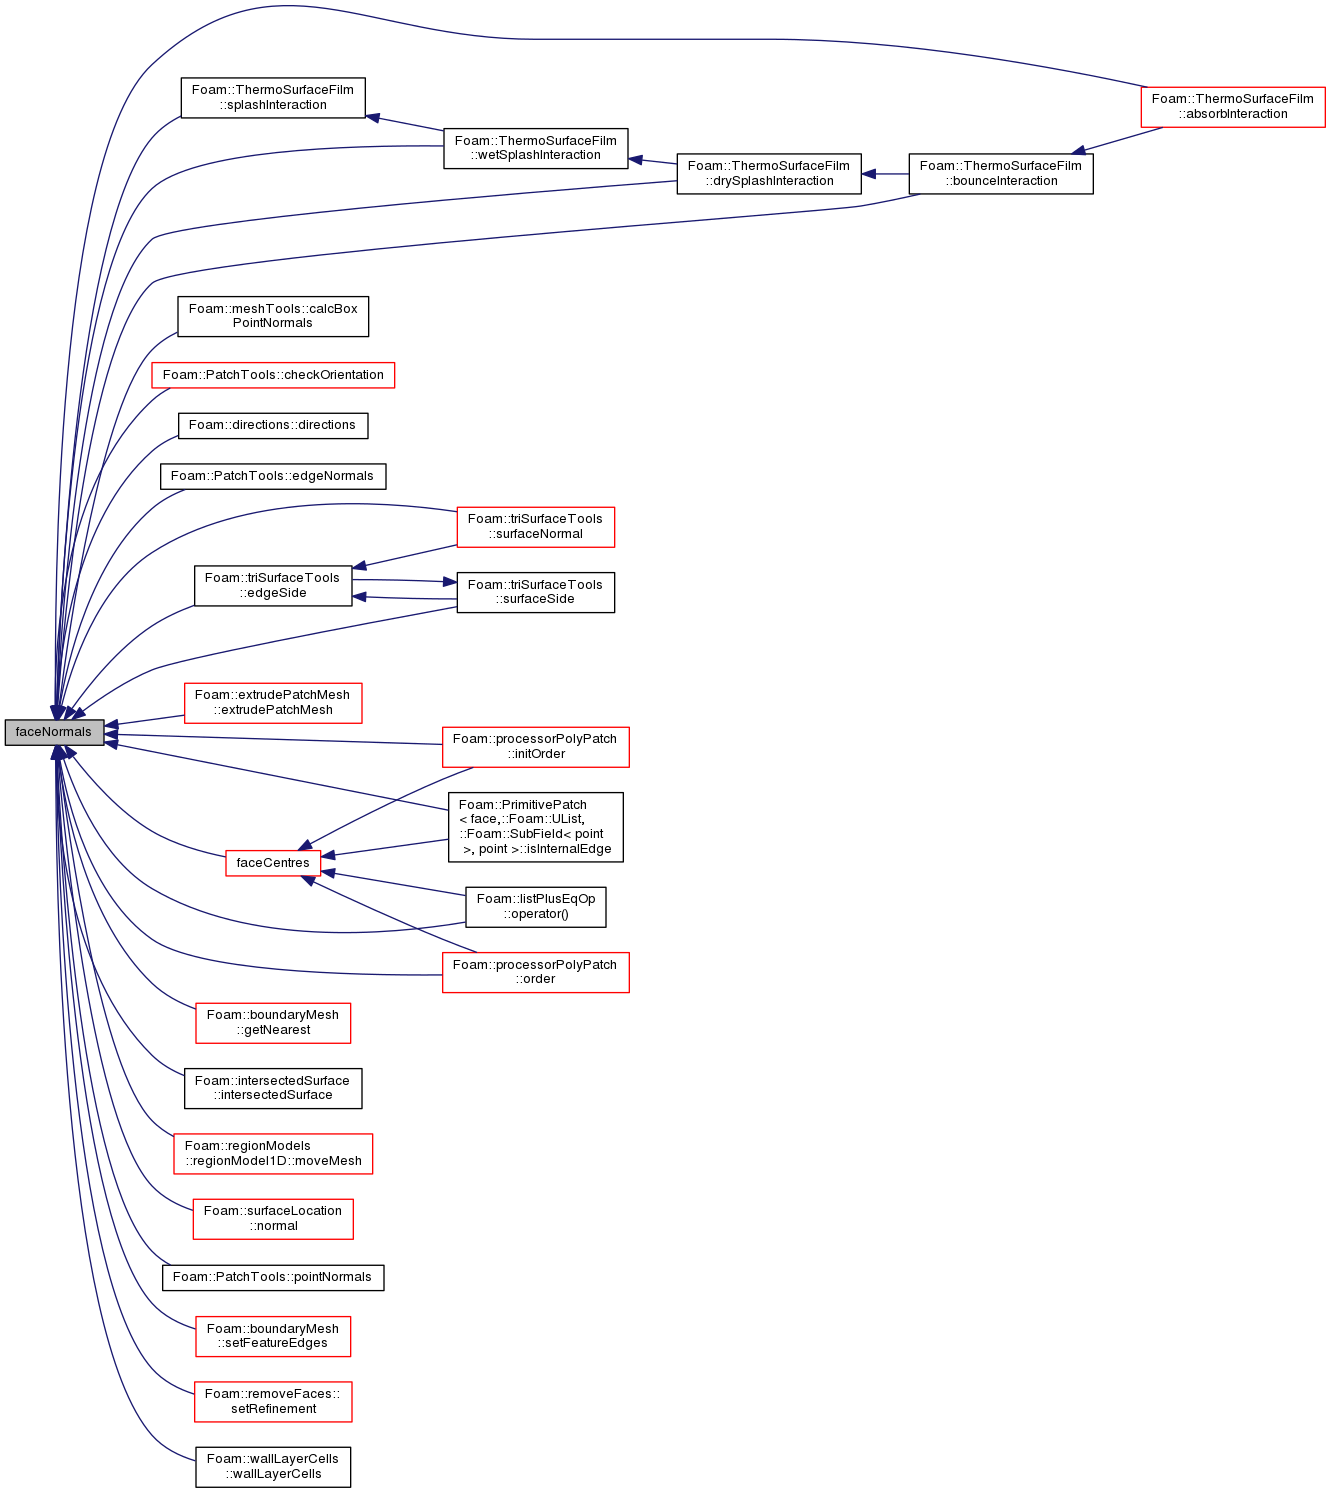 Foam::ThermoSurfaceFilm
::splashInteraction
Foam::ThermoSurfaceFilm
::absorbInteraction
Foam::ThermoSurfaceFilm
::wetSplashInteraction
Foam::ThermoSurfaceFilm
::drySplashInteraction
Foam::ThermoSurfaceFilm
::bounceInteraction
Foam::meshTools::calcBox
PointNormals
Foam::PatchTools::checkOrientation
Foam::directions::directions
Foam::PatchTools::edgeNormals
Foam::triSurfaceTools
::surfaceNormal
Foam::triSurfaceTools
::edgeSide
Foam::triSurfaceTools
::surfaceSide
Foam::extrudePatchMesh
::extrudePatchMesh
faceNormals
Foam::processorPolyPatch
::initOrder
Foam::PrimitivePatch
< face,::Foam::UList,
::Foam::SubField< point
>, point >::isInternalEdge
faceCentres
Foam::listPlusEqOp
::operator()
Foam::processorPolyPatch
::order
Foam::boundaryMesh
::getNearest
Foam::intersectedSurface
::intersectedSurface
Foam::regionModels
::regionModel1D::moveMesh
Foam::surfaceLocation
::normal
Foam::PatchTools::pointNormals
Foam::boundaryMesh
::setFeatureEdges
Foam::removeFaces::
setRefinement
Foam::wallLayerCells
::wallLayerCells